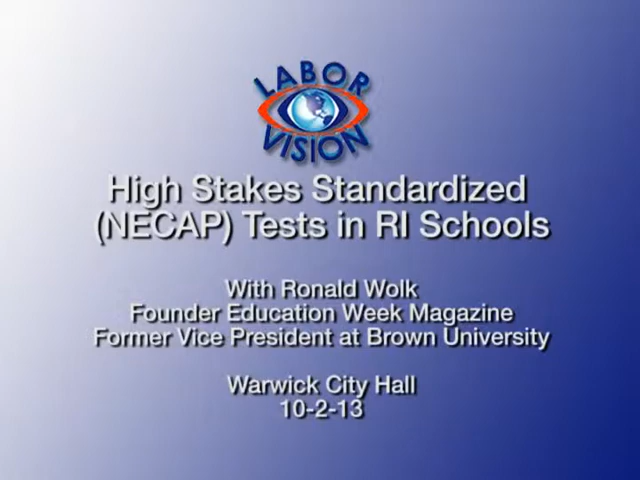 LABOR
VISION
High Stakes Standardized
(NECAP) Tests in RI Schools
With Ronald Wolk
Founder Education Week Magazine
Former Vice President at Brown University
Warwick City Hall
10-2-13